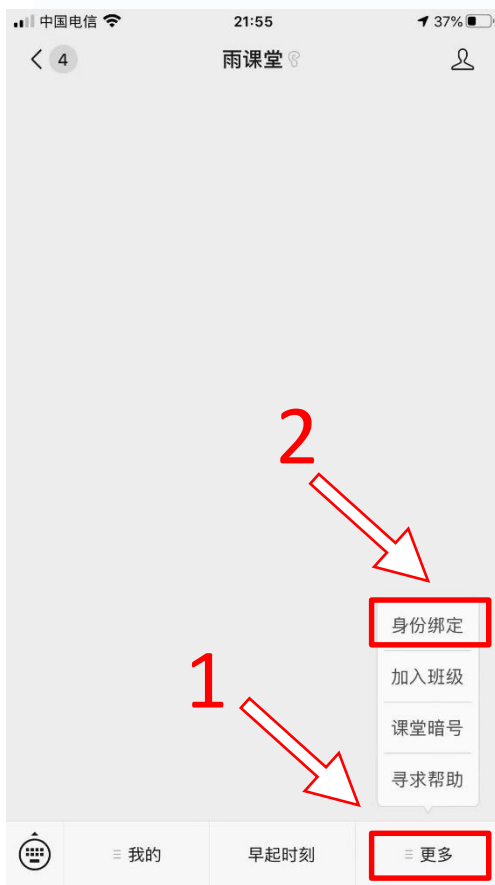 中国电信 21:55 37%
4 雨课堂
2
身份绑定
1
加入班级
课堂暗号
寻求帮助
我的 早起时刻 更多